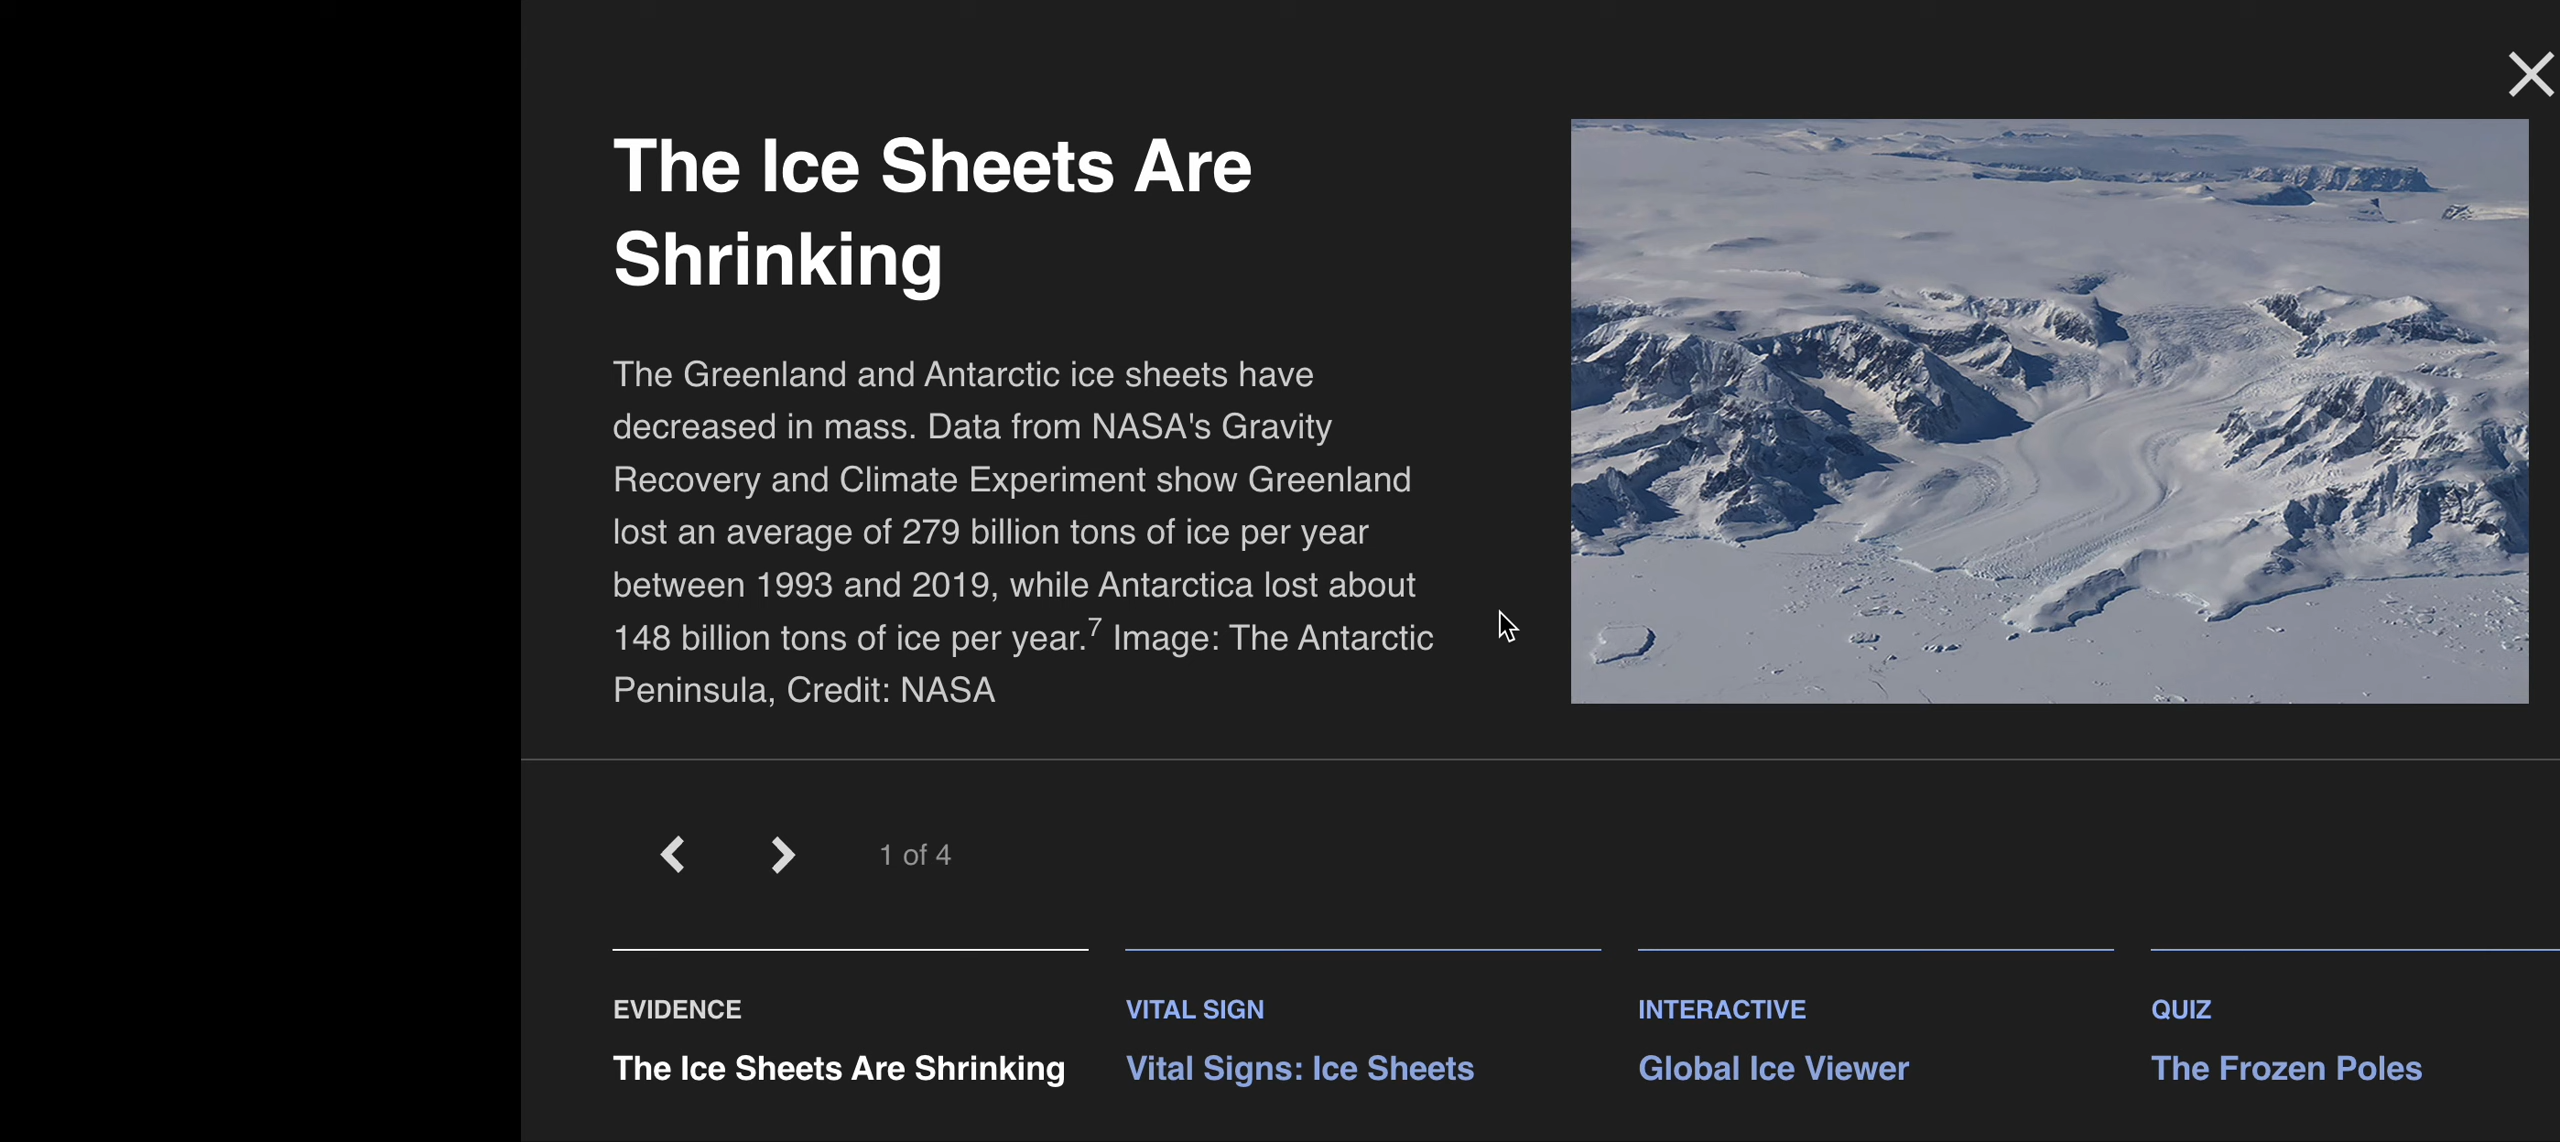 The Ice Sheets Are
Shrinking
The Greenland and Antarctic ice sheets have
decreased in mass. Data from NASA's Gravity
Recovery and Climate Experiment show Greenland
lost an average of 279 billion tons of ice per year
between 1993 and 2019, while Antarctica lost about
148 billion tons of ice per year.⁷ Image: The Antarctic
Peninsula, Credit: NASA
1 of 4
EVIDENCE
The Ice Sheets Are Shrinking
VITAL SIGN
Vital Signs: Ice Sheets
INTERACTIVE
Global Ice Viewer
QUIZ
The Frozen Poles